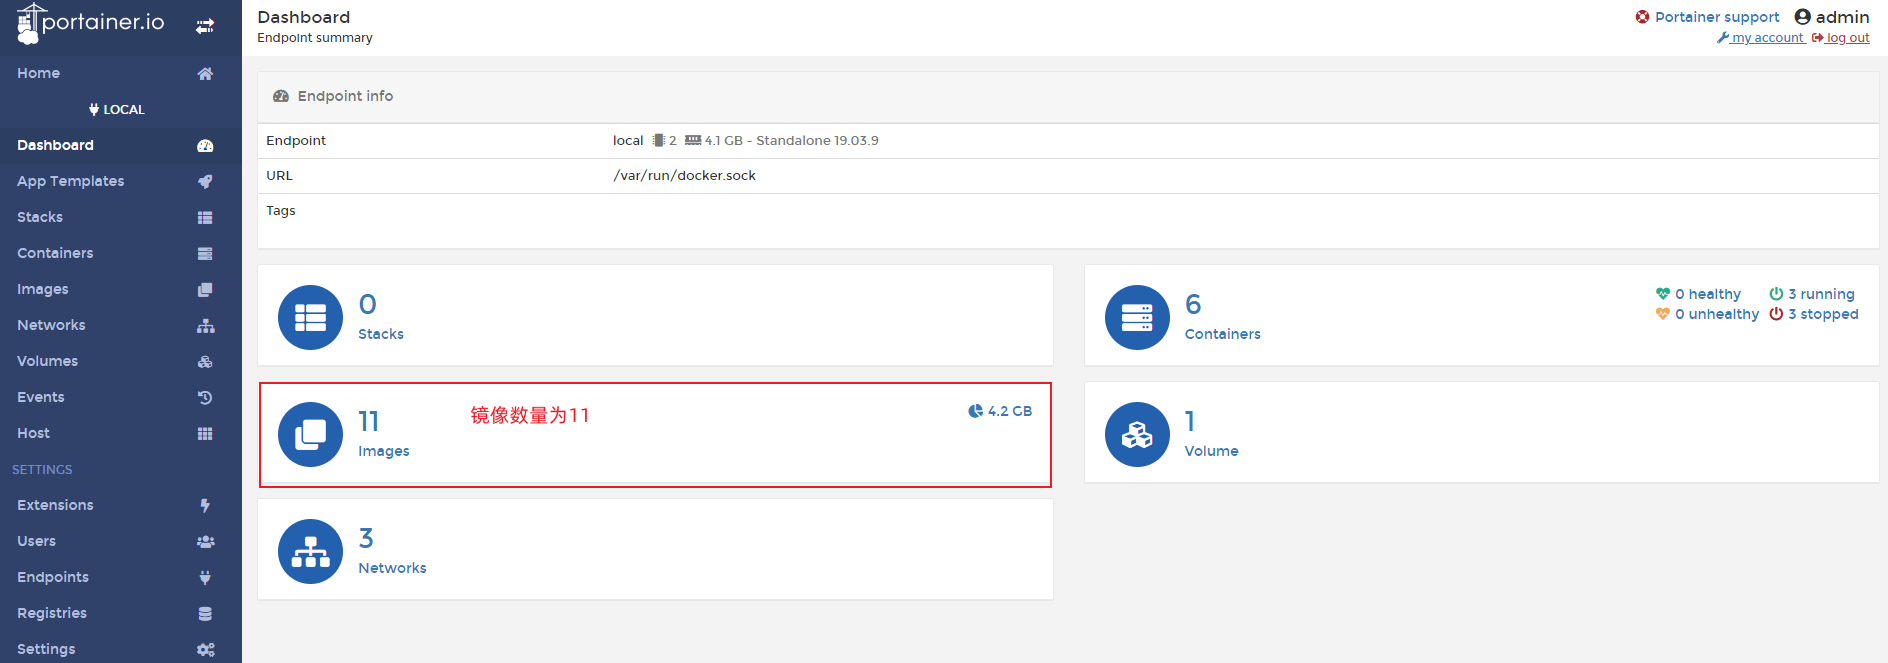 portainer.io
Home
LOCAL
Dashboard
App Templates
Stacks
Containers
Images
Networks
Volumes
Events
Host
SETTINGS
Extensions
Users
Endpoints
Registries
Settings
Dashboard
Endpoint summary
Portainer support admin
my account log out
Endpoint info
Endpoint local 2 4.1 GB - Standalone 19.03.9
URL /var/run/docker.sock
Tags
0
Stacks
6
Containers
0 healthy 3 running
0 unhealthy 3 stopped
11
Images
镜像数量为11
4.2 GB
1
Volume
3
Networks